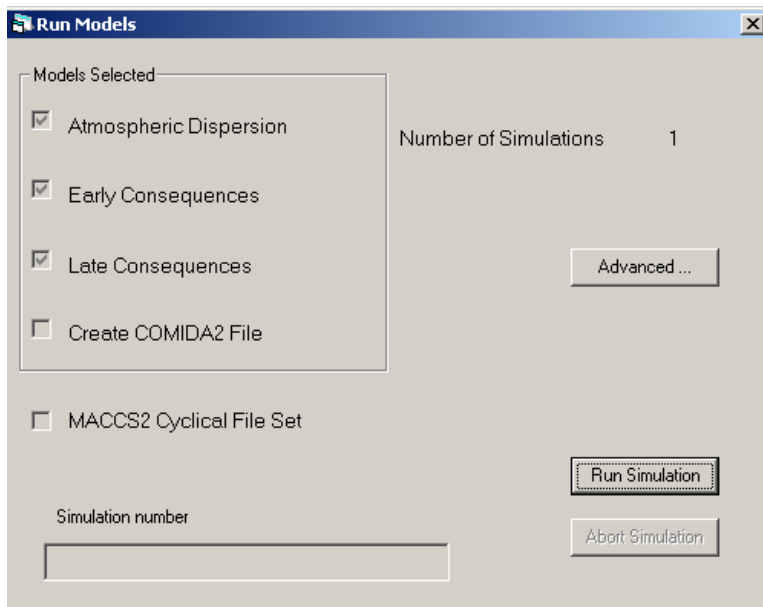 Run Models
Models Selected
Atmospheric Dispersion
Number of Simulations 1
Early Consequences
Late Consequences
Advanced ...
Create COMIDA2 File
MACCS2 Cyclical File Set
Run Simulation
Simulation number
Abort Simulation